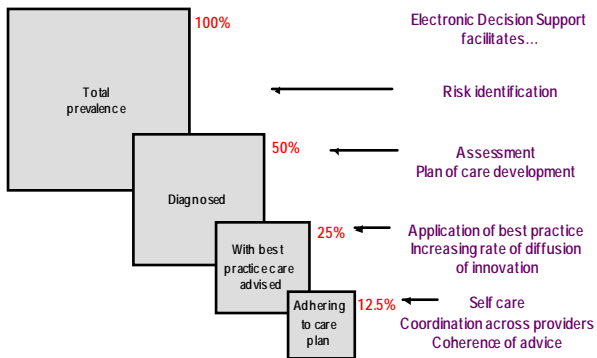 100%
Electronic Decision Support
facilitates...
Total
prevalence
Risk identification
50%
Assessment
Plan of care development
Diagnosed
25%
Application of best practice
Increasing rate of diffusion
of innovation
With best
practice care
advised
12.5%
Self care
Coordination across providers
Coherence of advice
Adhering
to care
plan